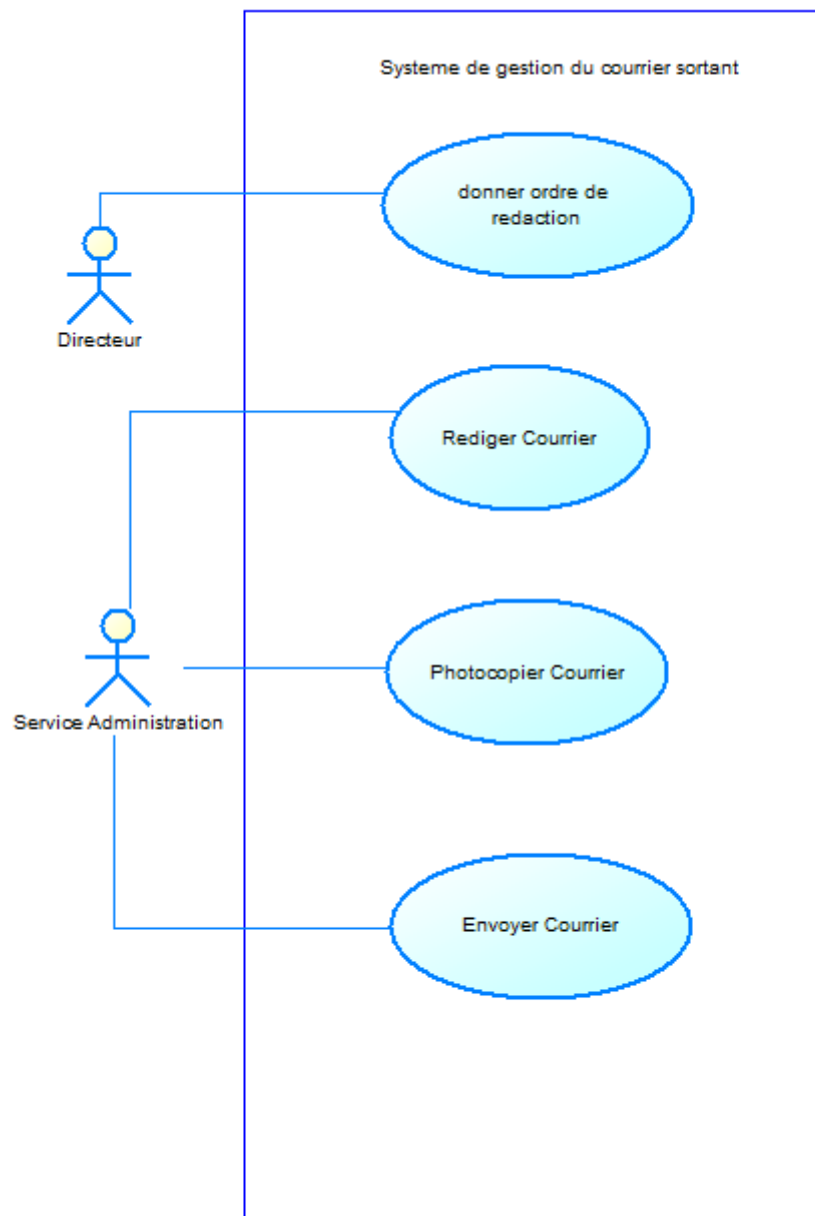 Systeme de gestion du courrier sortant
donner ordre de
redaction
Directeur
Rediger Courrier
Photocopier Courrier
Service Administration
Envoyer Courrier